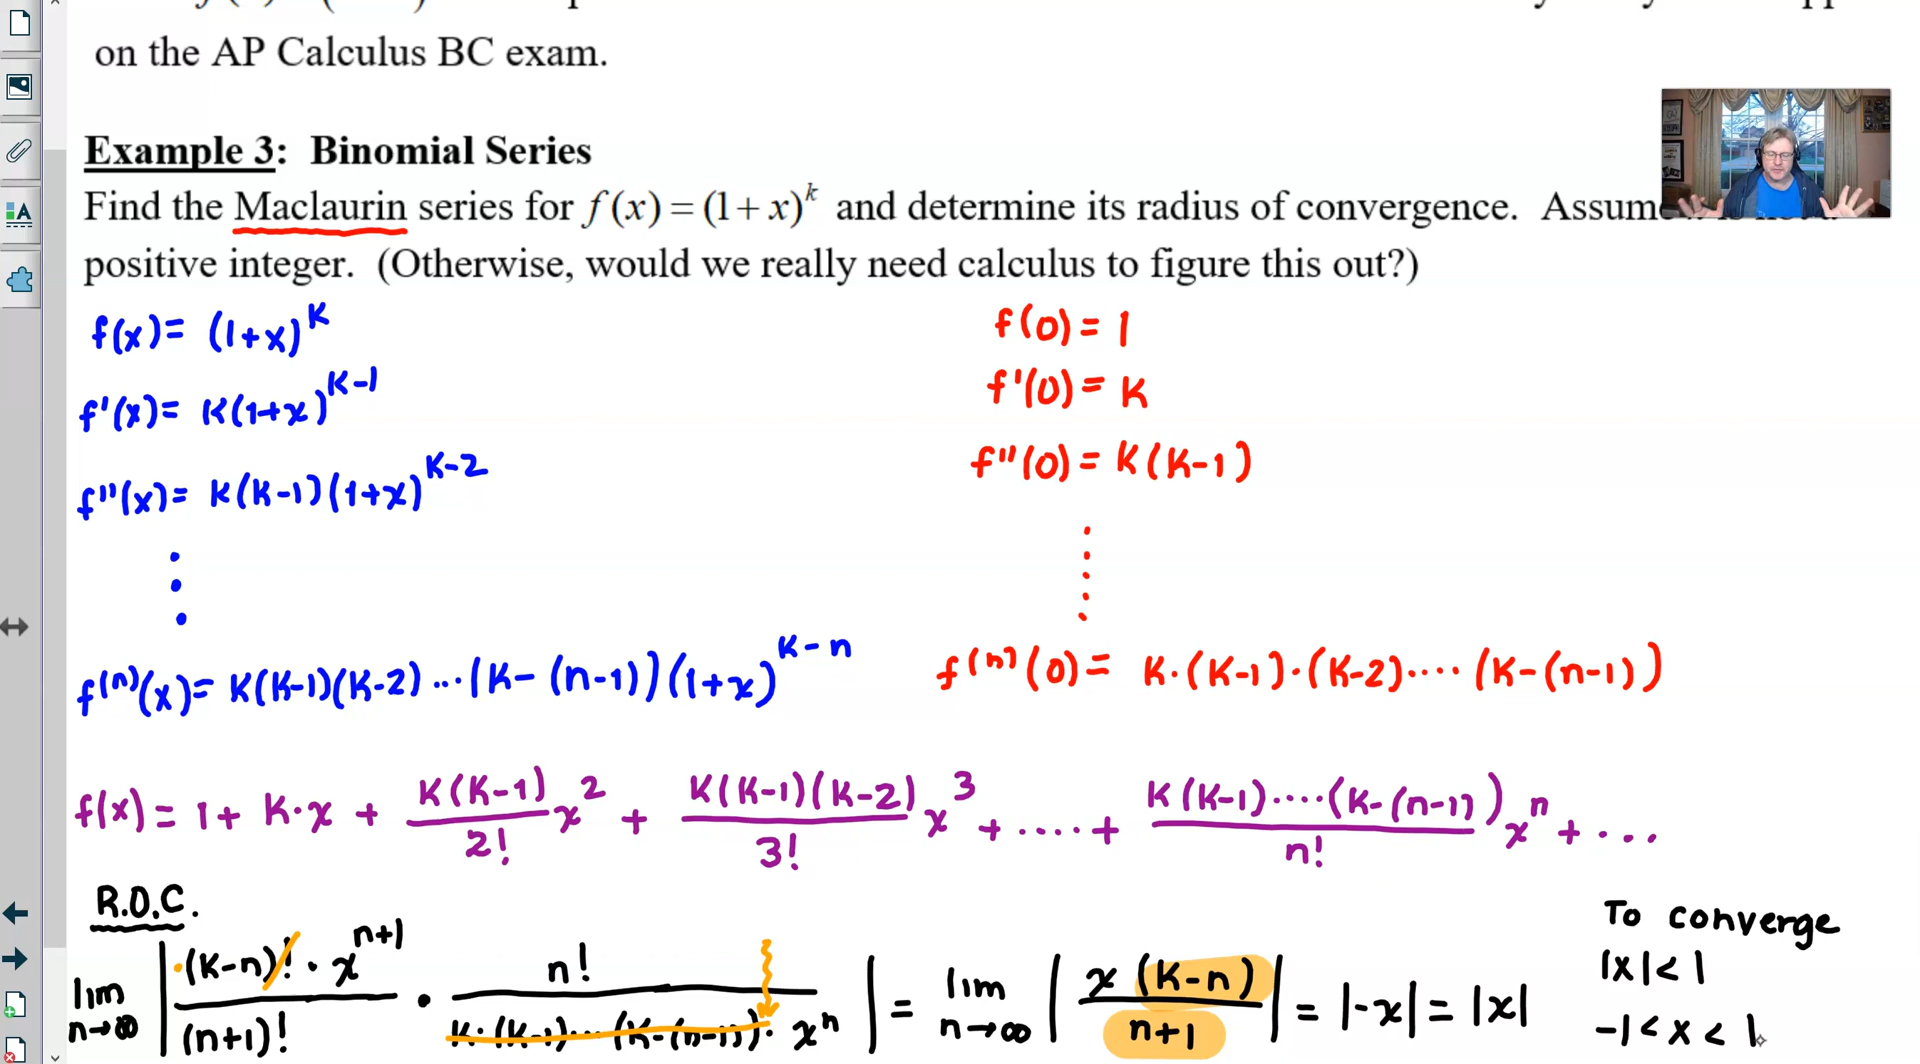 on the AP Calculus BC exam.
Example 3: Binomial Series
Find the Maclaurin series for f(x) = (1 + x)^k and determine its radius of convergence. Assume
positive integer. (Otherwise, would we really need calculus to figure this out?)
f(x) = (1+x)^K f(0) = 1
f'(x) = K(1+x)^{K-1} f'(0) = K
f''(x) = K(K-1)(1+x)^{K-2} f''(0) = K(K-1)
f^{(n)}(x) = K(K-1)(K-2)...(K-(n-1))(1+x)^{K-n} f^{(n)}(0) = K·(K-1)·(K-2)····(K-(n-1))
f(x) = 1 + K·x + K(K-1)/2! x^2 + K(K-1)(K-2)/3! x^3 + .... + K(K-1)....(K-(n-1))/n! x^n + ...
R.O.C.
lim n→∞ | ·(K-n)! · x^{n+1} / (n+1)! · n! / K·(K-1)...(K-(n-1))· x^n | = lim n→∞ | x(K-n) / n+1 | = |-x| = |x|
To converge
|x| < 1
-1 < x < 1